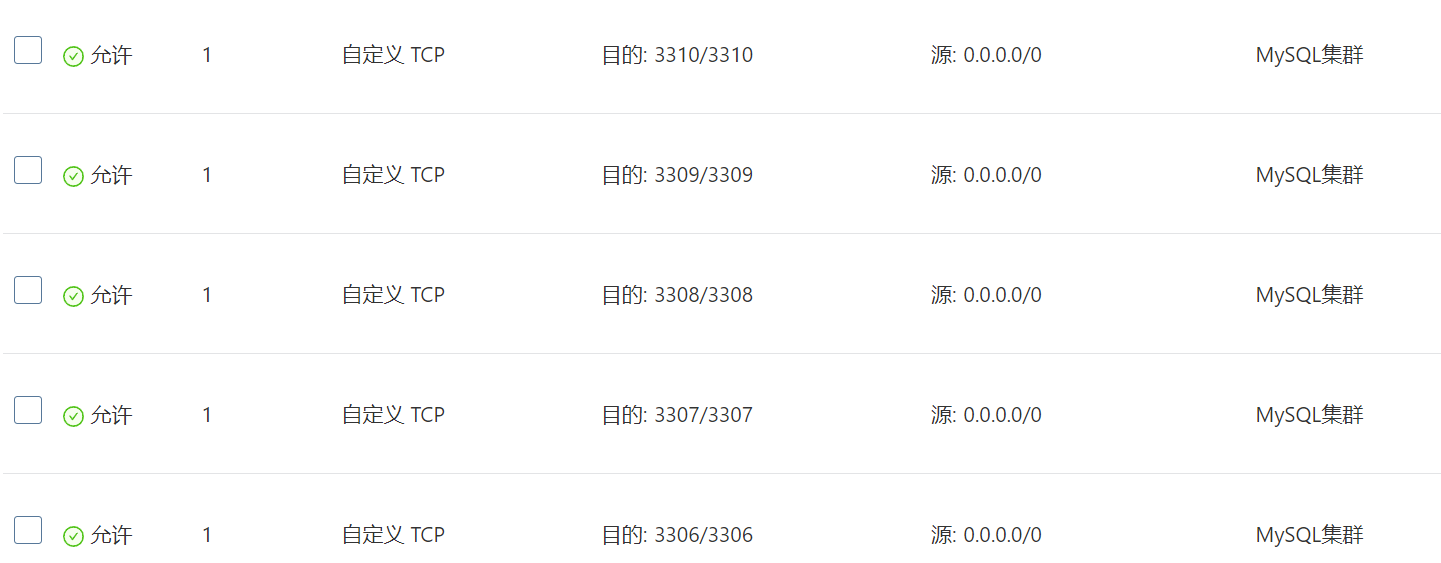 允许 1 自定义 TCP 目的: 3310/3310 源: 0.0.0.0/0 MySQL集群
允许 1 自定义 TCP 目的: 3309/3309 源: 0.0.0.0/0 MySQL集群
允许 1 自定义 TCP 目的: 3308/3308 源: 0.0.0.0/0 MySQL集群
允许 1 自定义 TCP 目的: 3307/3307 源: 0.0.0.0/0 MySQL集群
允许 1 自定义 TCP 目的: 3306/3306 源: 0.0.0.0/0 MySQL集群